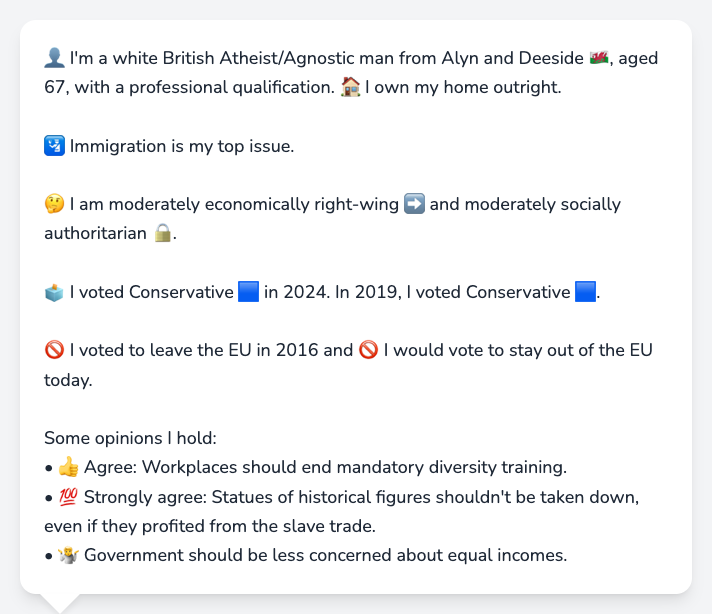 👤 I'm a white British Atheist/Agnostic man from Alyn and Deeside 🏴󠁧󠁢󠁷󠁬󠁳󠁿, aged
67, with a professional qualification. 🏠 I own my home outright.
🛂 Immigration is my top issue.
🤔 I am moderately economically right-wing ➡️ and moderately socially
authoritarian 🔒.
🗳️ I voted Conservative 🟦 in 2024. In 2019, I voted Conservative 🟦.
🚫 I voted to leave the EU in 2016 and 🚫 I would vote to stay out of the EU
today.
Some opinions I hold:
• 👍 Agree: Workplaces should end mandatory diversity training.
• 💯 Strongly agree: Statues of historical figures shouldn't be taken down,
even if they profited from the slave trade.
• 🤷 Government should be less concerned about equal incomes.